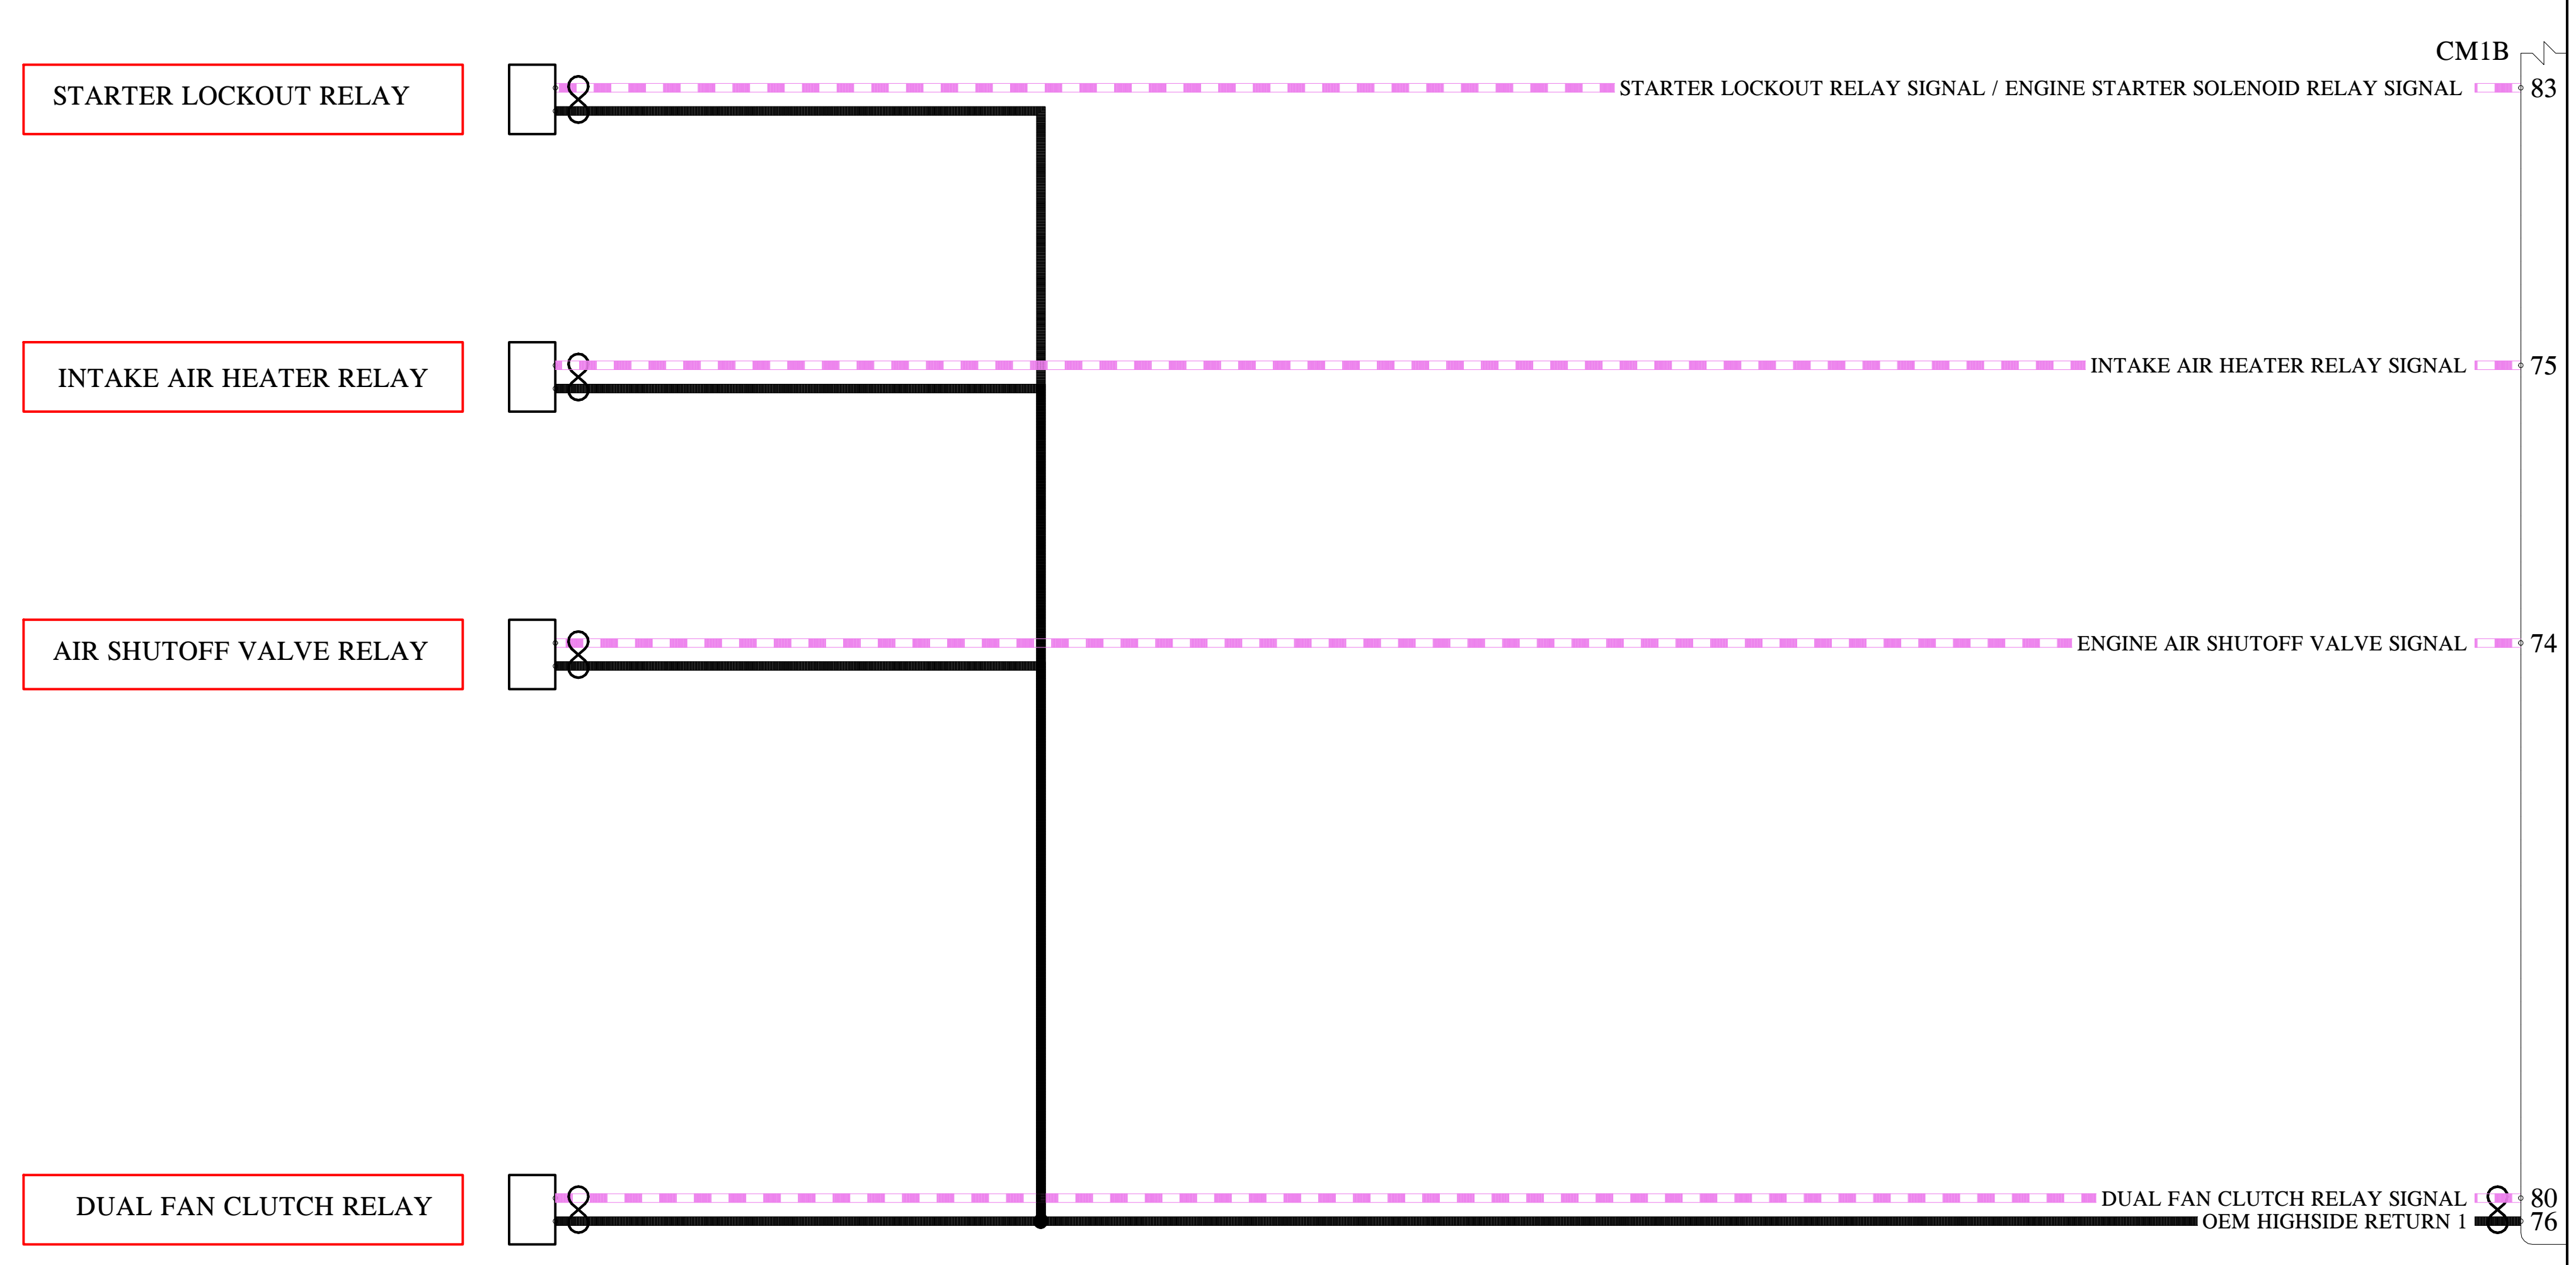 CM1B
STARTER LOCKOUT RELAY
STARTER LOCKOUT RELAY SIGNAL / ENGINE STARTER SOLENOID RELAY SIGNAL
83
INTAKE AIR HEATER RELAY
INTAKE AIR HEATER RELAY SIGNAL
75
AIR SHUTOFF VALVE RELAY
ENGINE AIR SHUTOFF VALVE SIGNAL
74
DUAL FAN CLUTCH RELAY
DUAL FAN CLUTCH RELAY SIGNAL
80
OEM HIGHSIDE RETURN 1
76